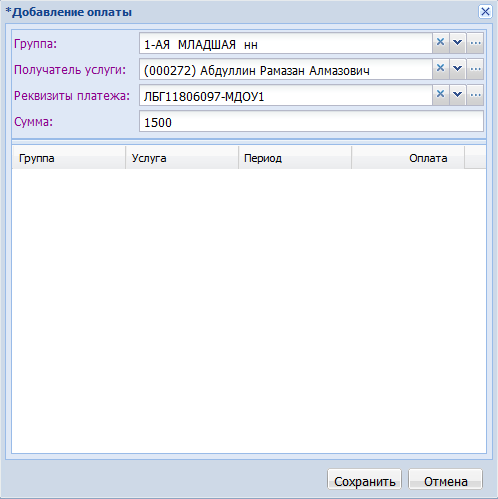 *Добавление оплаты
Группа: 1-АЯ МЛАДШАЯ нн
Получатель услуги: (000272) Абдуллин Рамазан Алмазович
Реквизиты платежа: ЛБГ11806097-МДОУ1
Сумма: 1500
Группа Услуга Период Оплата
Сохранить Отмена